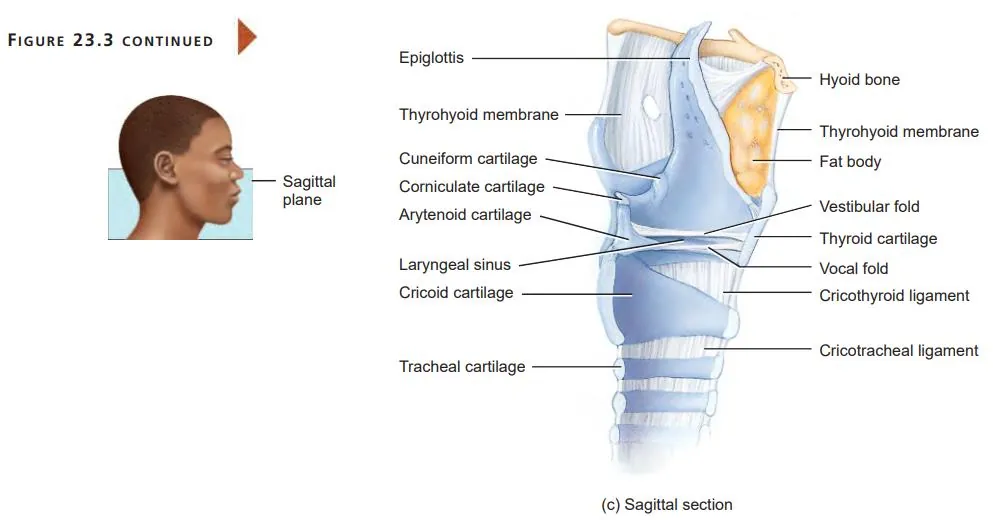 FIGURE 23.3 CONTINUED
Sagittal
plane
Epiglottis
Thyrohyoid membrane
Cuneiform cartilage
Corniculate cartilage
Arytenoid cartilage
Laryngeal sinus
Cricoid cartilage
Tracheal cartilage
Hyoid bone
Thyrohyoid membrane
Fat body
Vestibular fold
Thyroid cartilage
Vocal fold
Cricothyroid ligament
Cricotracheal ligament
(c) Sagittal section